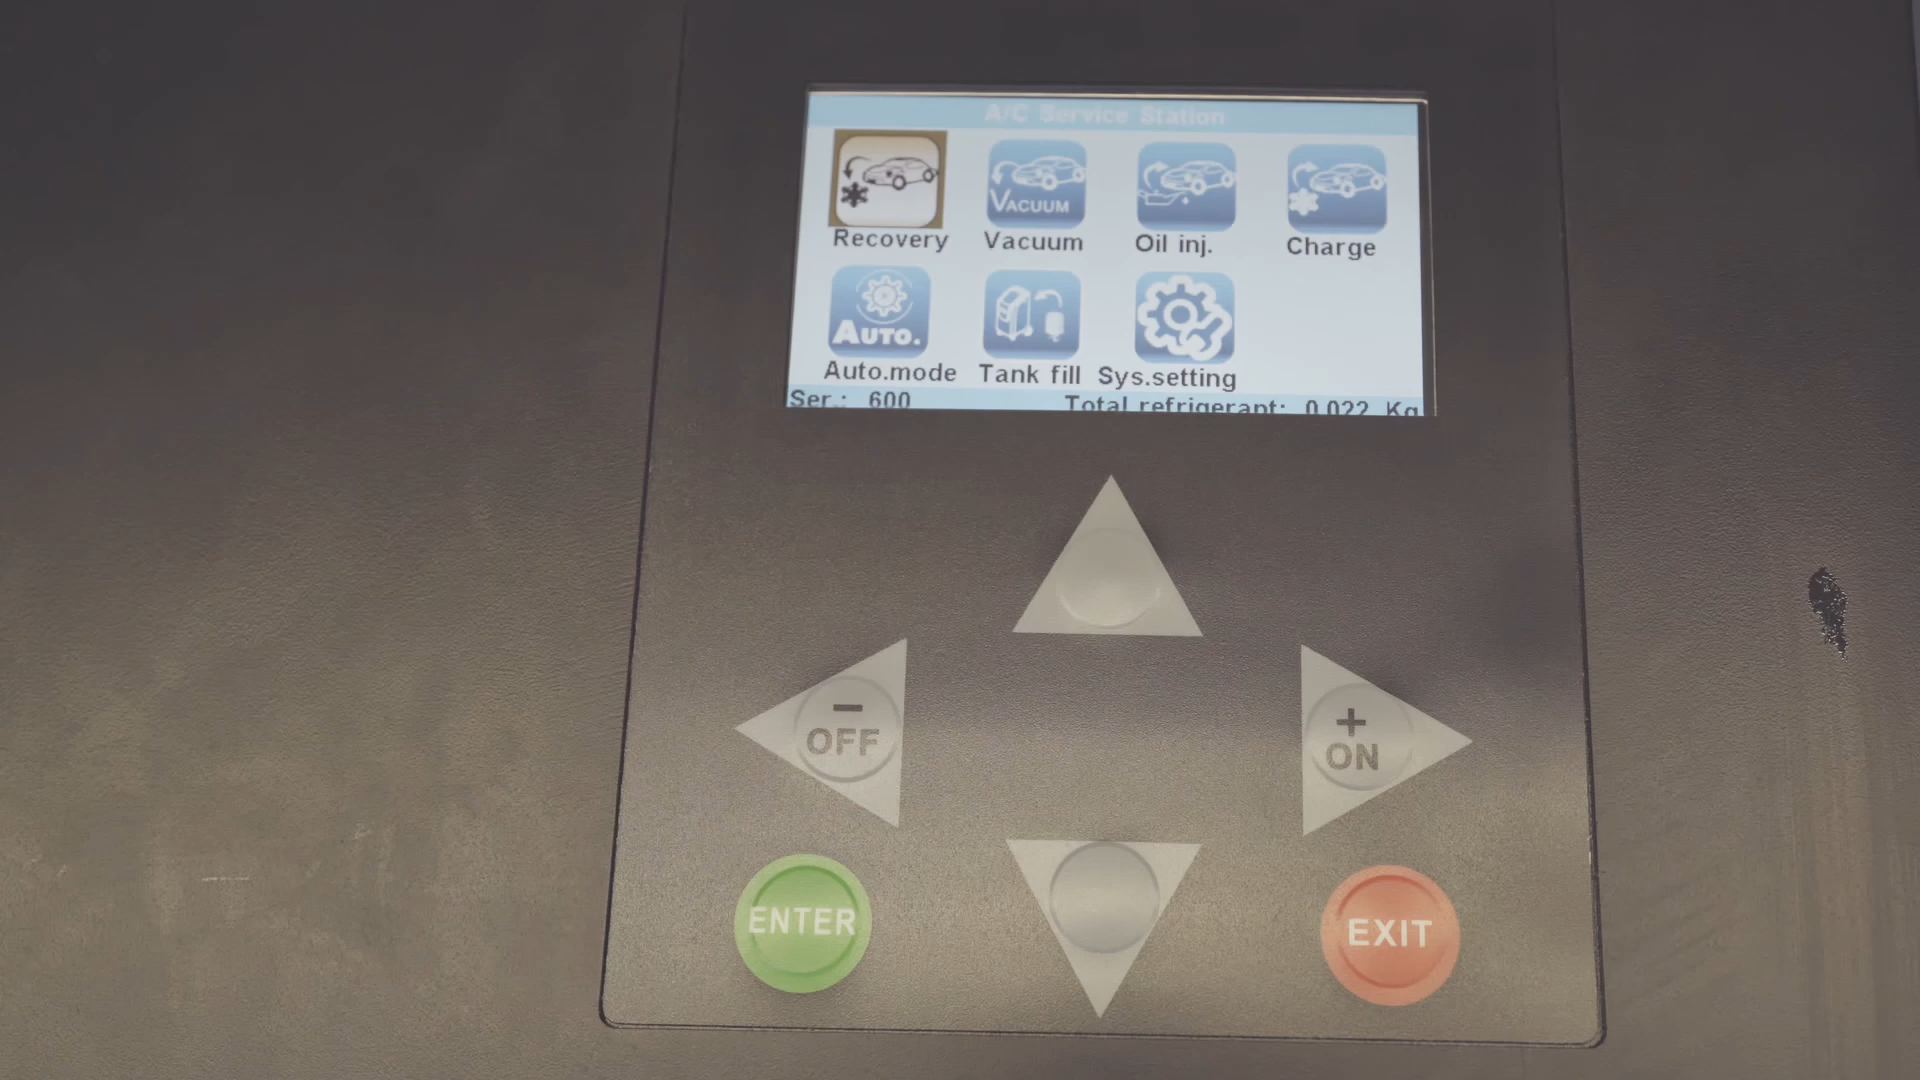 A/C Service Station
VACUUM
Recovery Vacuum Oil inj. Charge
AUTO.
Auto.mode Tank fill Sys.setting
Ser.: 600 Total refrigerant: 0.022 Kg
- +
OFF ON
ENTER EXIT